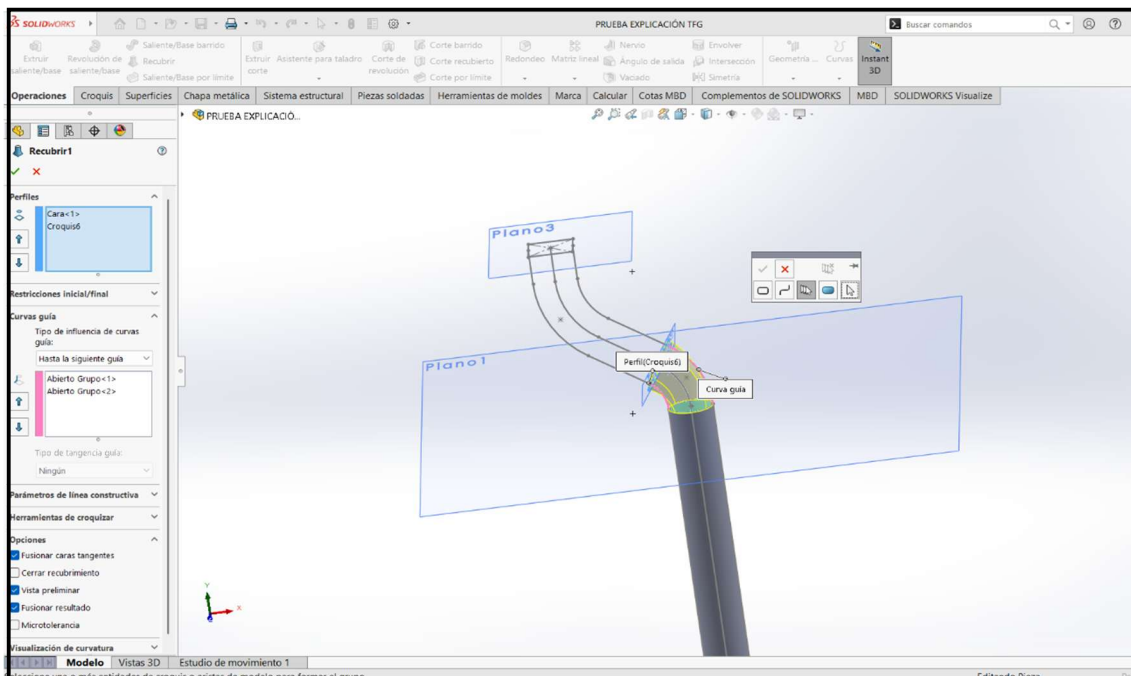 SOLIDWORKS
PRUEBA EXPLICACIÓN TFG
Buscar comandos
Extruir saliente/base
Revolución de saliente/base
Saliente/Base barrido
Recubrir
Saliente/Base por límite
Extruir corte
Asistente para taladro
Corte de revolución
Corte barrido
Corte recubierto
Corte por límite
Redondeo
Matriz lineal
Nervio
Ángulo de salida
Vaciado
Envolver
Intersección
Simetría
Geometría ...
Curvas
Instant 3D
Operaciones
Croquis
Superficies
Chapa metálica
Sistema estructural
Piezas soldadas
Herramientas de moldes
Marca
Calcular
Cotas MBD
Complementos de SOLIDWORKS
MBD
SOLIDWORKS Visualize
PRUEBA EXPLICACIÓ...
Recubrir1
Perfiles
Cara<1>
Croquis6
Restricciones inicial/final
Curvas guía
Tipo de influencia de curvas
guía:
Hasta la siguiente guía
Abierto Grupo<1>
Abierto Grupo<2>
Tipo de tangencia guía:
Ningún
Parámetros de línea constructiva
Herramientas de croquizar
Opciones
Fusionar caras tangentes
Cerrar recubrimiento
Vista preliminar
Fusionar resultado
Microtolerancia
Visualización de curvatura
Plano3
Plano1
Perfil(Croquis6)
Curva guía
Y
X
Modelo
Vistas 3D
Estudio de movimiento 1